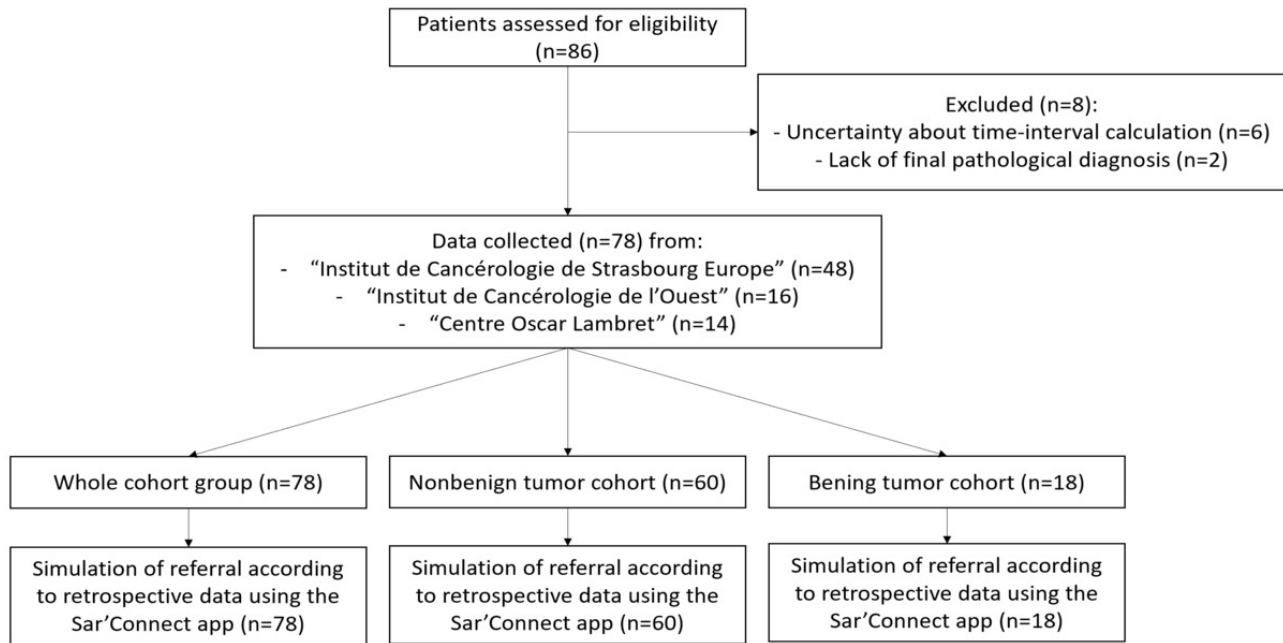 Patients assessed for eligibility
(n=86)
Excluded (n=8):
- Uncertainty about time-interval calculation (n=6)
- Lack of final pathological diagnosis (n=2)
Data collected (n=78) from:
- “Institut de Cancérologie de Strasbourg Europe” (n=48)
- “Institut de Cancérologie de l’Ouest” (n=16)
- “Centre Oscar Lambret” (n=14)
Whole cohort group (n=78)
Nonbenign tumor cohort (n=60)
Bening tumor cohort (n=18)
Simulation of referral according
to retrospective data using the
Sar’Connect app (n=78)
Simulation of referral according
to retrospective data using the
Sar’Connect app (n=60)
Simulation of referral according
to retrospective data using the
Sar’Connect app (n=18)